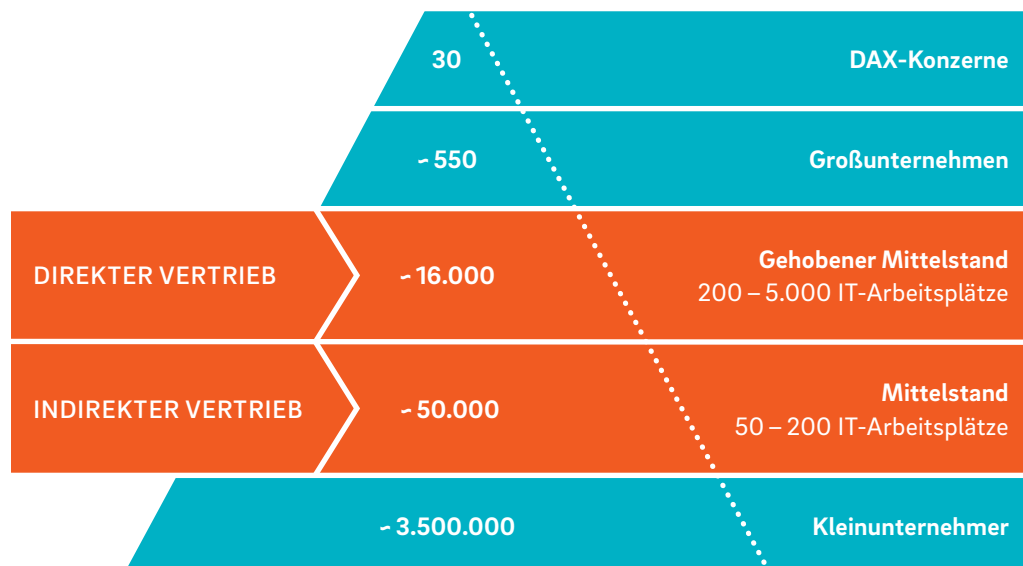 30
DAX-Konzerne
~ 550
Großunternehmen
DIREKTER VERTRIEB
~ 16.000
Gehobener Mittelstand
200 – 5.000 IT-Arbeitsplätze
INDIREKTER VERTRIEB
~ 50.000
Mittelstand
50 – 200 IT-Arbeitsplätze
~ 3.500.000
Kleinunternehmer